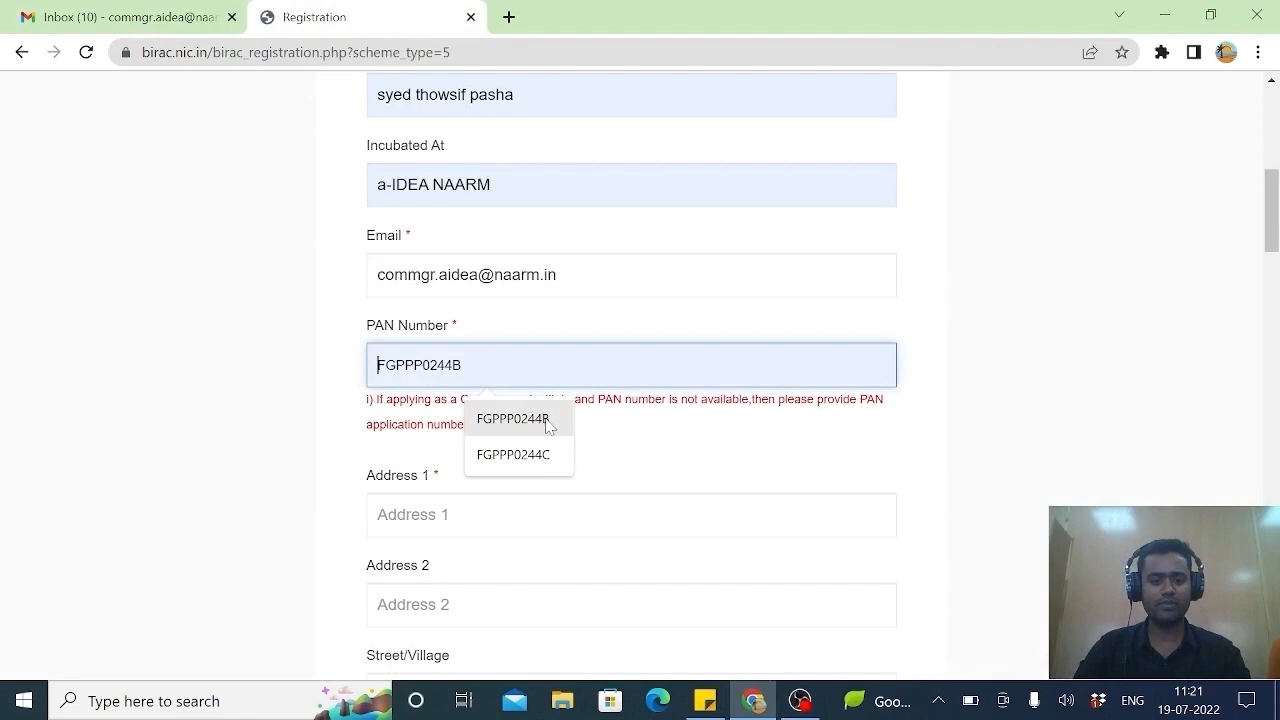 Inbox (10) - commgr.aidea@naar
Registration
birac.nic.in/birac_registration.php?scheme_type=5
syed thowsif pasha
Incubated At
a-IDEA NAARM
Email *
commgr.aidea@naarm.in
PAN Number *
FGPPP0244B
i) If applying as a C and PAN number is not available,then please provide PAN
application numbe
FGPPP0244B
FGPPP0244C
Address 1 *
Address 1
Address 2
Address 2
Street/Village
Type here to search
Goo...
ENG
11:21
19-07-2022